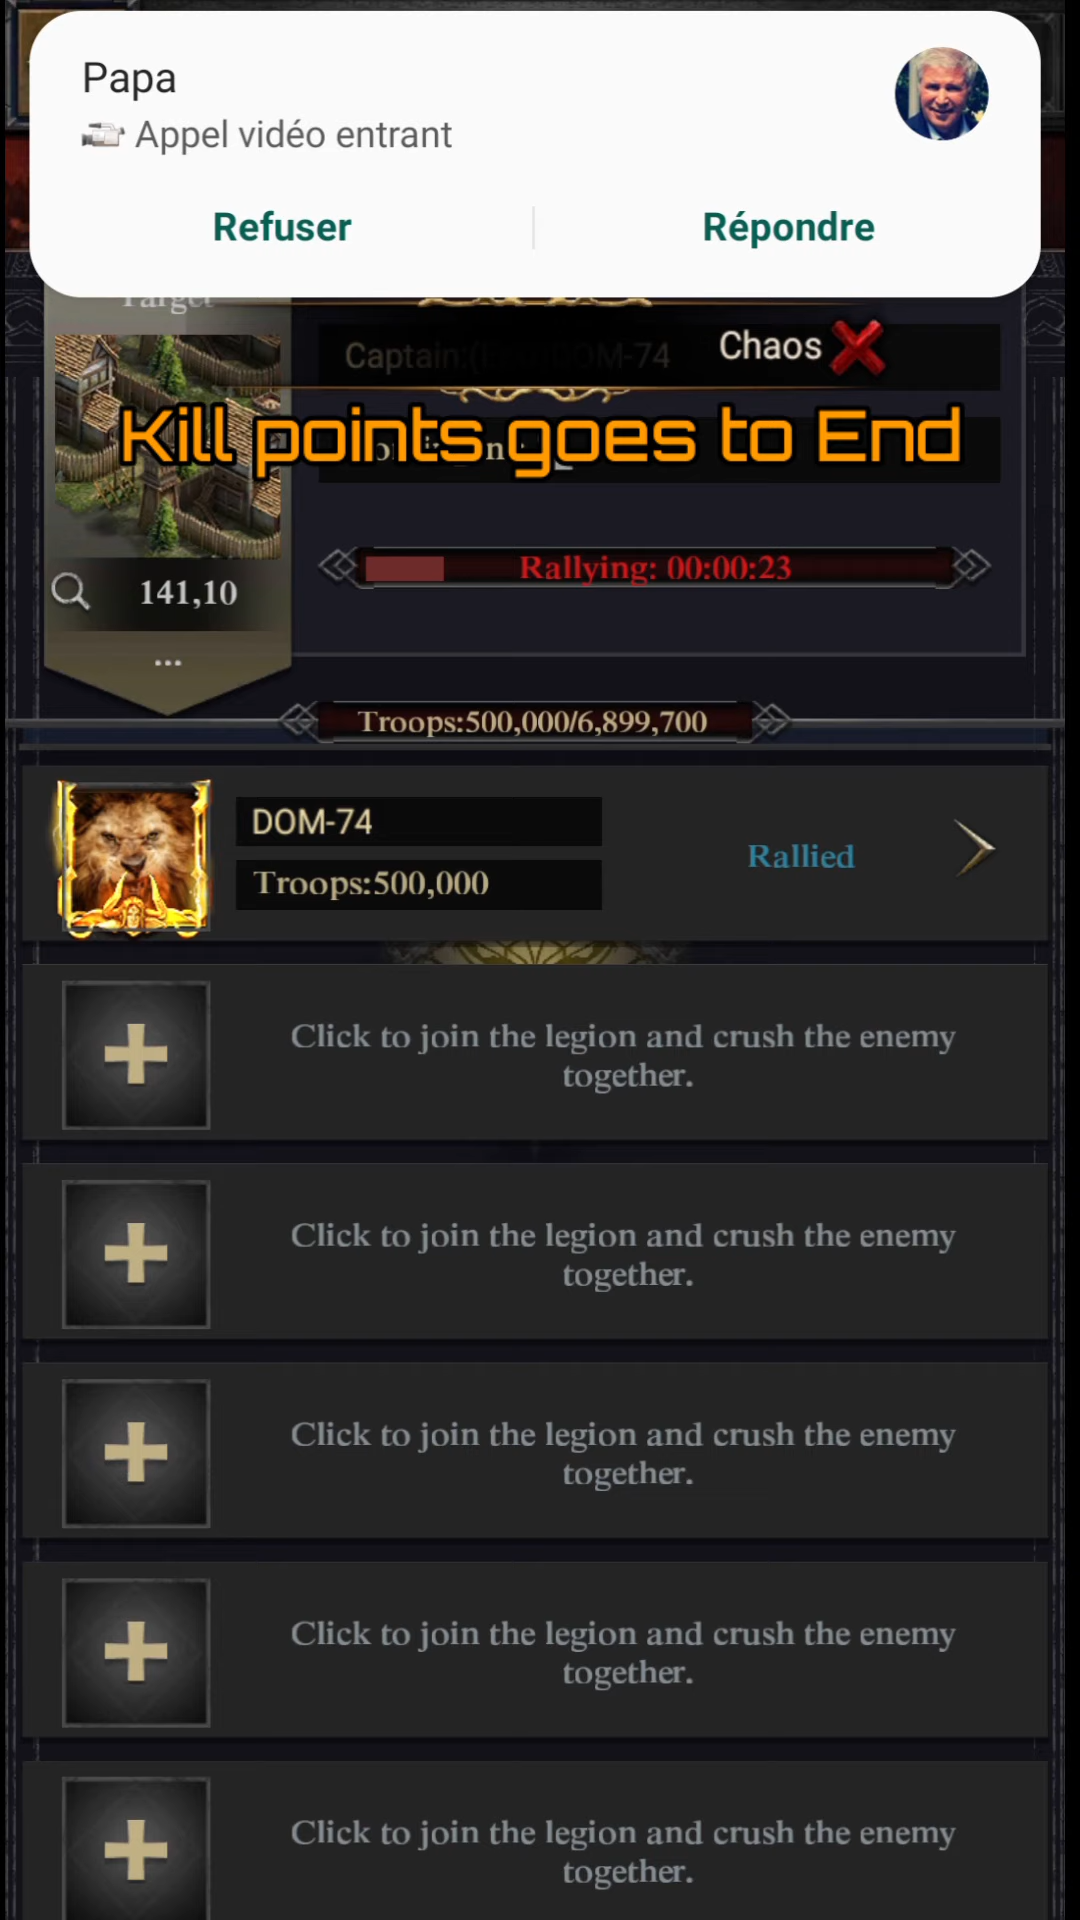 Papa
Appel vidéo entrant
Refuser
Répondre
Target
Captain:
DOM-74
Chaos
Kill points goes to End
Rallying: 00:00:23
141,10
...
Troops:500,000/6,899,700
DOM-74
Troops:500,000
Rallied
Click to join the legion and crush the enemy
together.
Click to join the legion and crush the enemy
together.
Click to join the legion and crush the enemy
together.
Click to join the legion and crush the enemy
together.
Click to join the legion and crush the enemy
together.